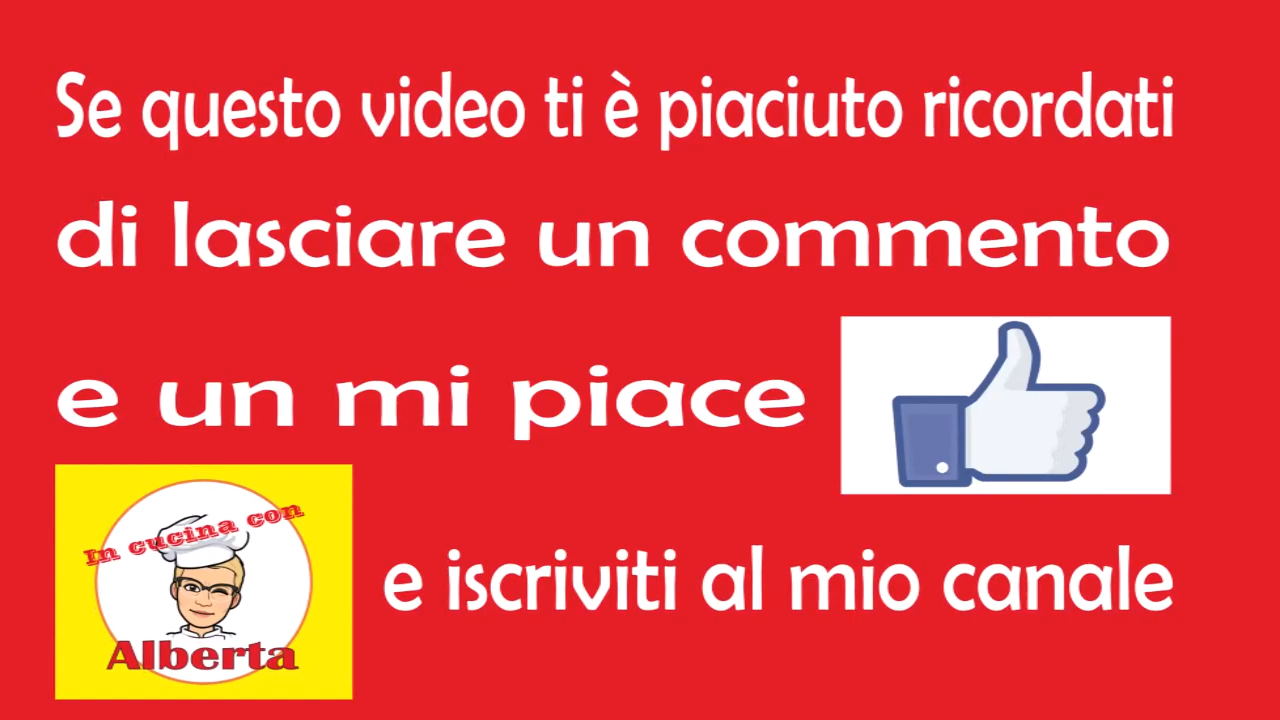 Se questo video ti è piaciuto ricordati
di lasciare un commento
e un mi piace
In cucina con
Alberta
e iscriviti al mio canale